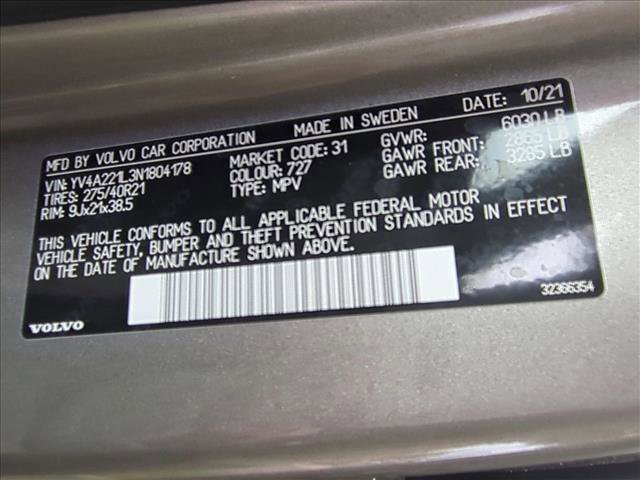 MFD BY VOLVO CAR CORPORATION MADE IN SWEDEN DATE: 10/21
VIN: YV4A221L3N1804178 MARKET CODE: 31 GVWR: 6030 LB
TIRES: 275/40R21 COLOUR: 727 GAWR FRONT: 2865 LB
RIM: 9Jx21x38.5 TYPE: MPV GAWR REAR: 3285 LB
THIS VEHICLE CONFORMS TO ALL APPLICABLE FEDERAL MOTOR
VEHICLE SAFETY, BUMPER AND THEFT PREVENTION STANDARDS IN EFFECT
ON THE DATE OF MANUFACTURE SHOWN ABOVE.
VOLVO 32366354